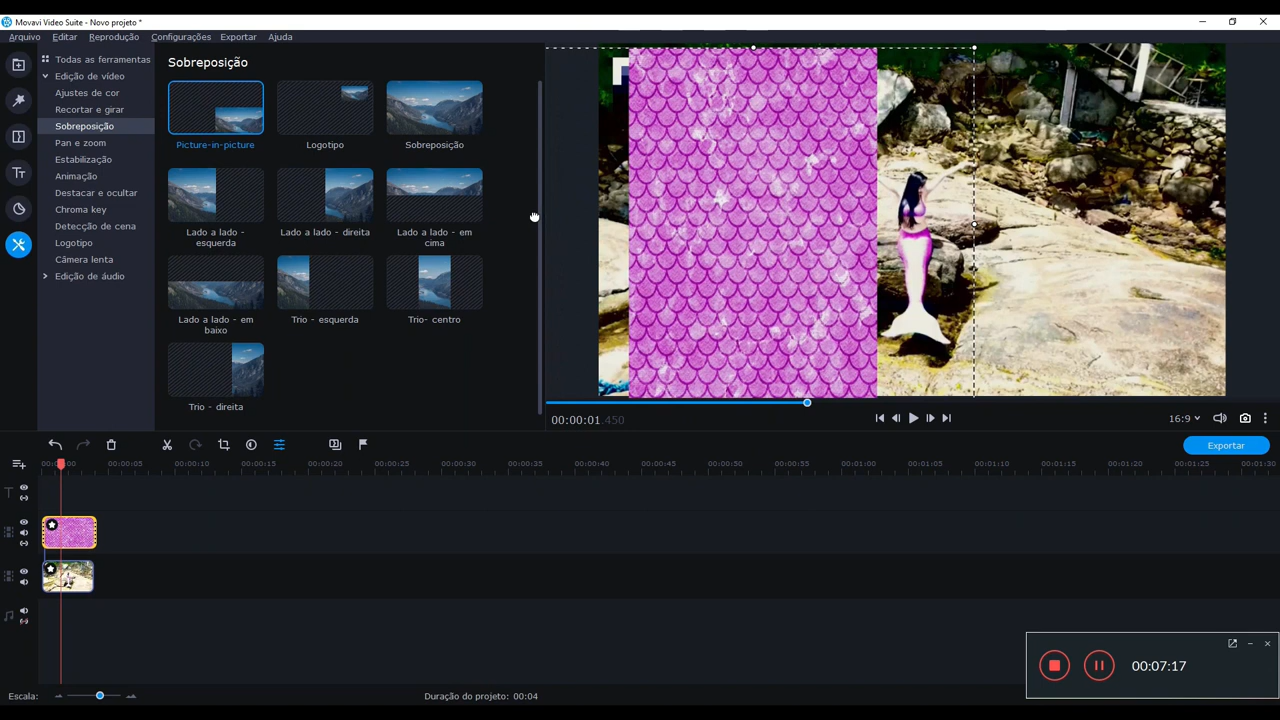 Movavi Video Suite - Novo projeto *
Arquivo Editar Reprodução Configurações Exportar Ajuda
Todas as ferramentas
Edição de vídeo
Ajustes de cor
Recortar e girar
Sobreposição
Pan e zoom
Estabilização
Animação
Destacar e ocultar
Chroma key
Detecção de cena
Logotipo
Câmera lenta
Edição de áudio
Sobreposição
Picture-in-picture
Logotipo
Sobreposição
Lado a lado - esquerda
Lado a lado - direita
Lado a lado - em cima
Lado a lado - em baixo
Trio - esquerda
Trio- centro
Trio - direita
00:00:01.450
16:9
Exportar
00:00:05 00:00:10 00:00:15 00:00:20 00:00:25 00:00:30 00:00:35 00:00:40 00:00:45 00:00:50 00:00:55 00:01:00 00:01:05 00:01:10 00:01:15 00:01:20 00:01:25 00:01:30
00:07:17
Escala:
Duração do projeto: 00:04